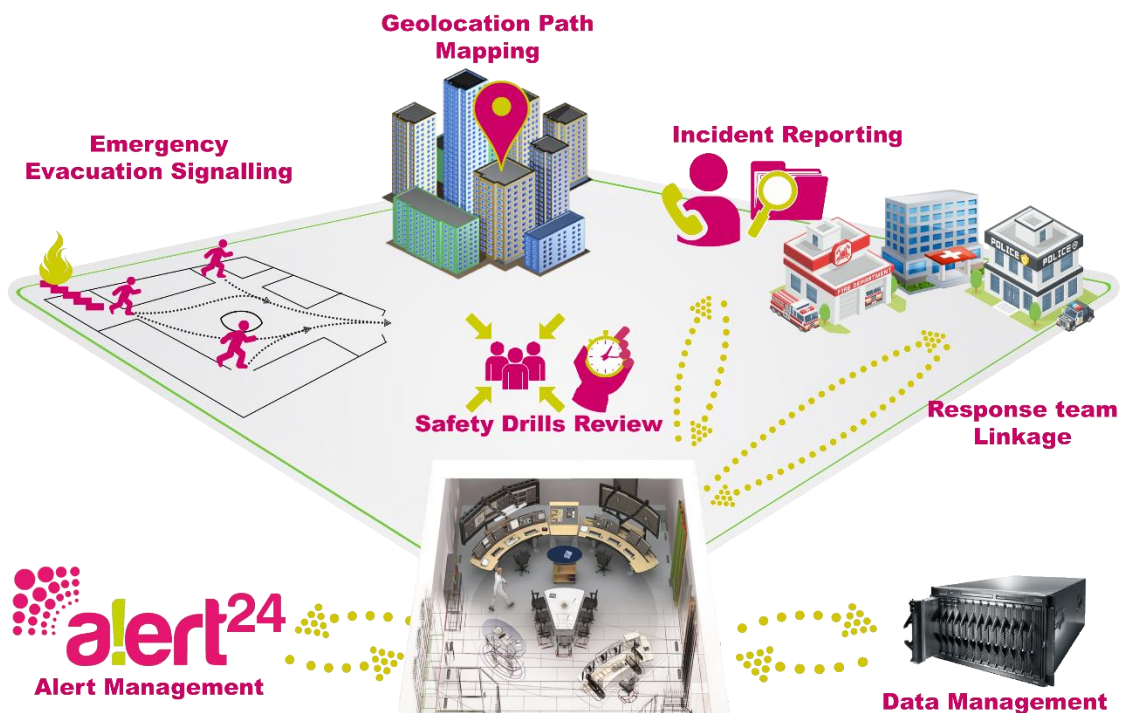 Geolocation Path
Mapping
Emergency
Evacuation Signalling
Incident Reporting
FIRE DEPARTMENT
POLICE
POLICE
Safety Drills Review
Response team
Linkage
a!ert24
Alert Management
Data Management